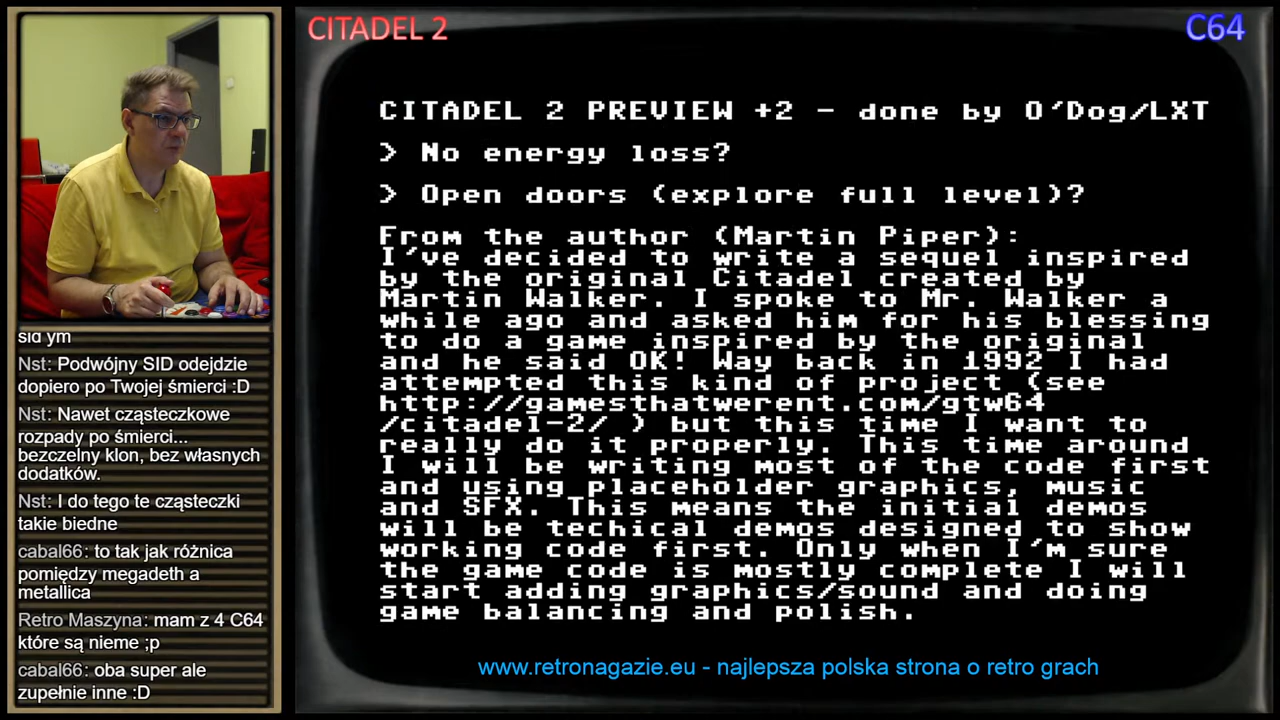 CITADEL 2
C64
CITADEL 2 PREVIEW +2 - done by O'Dog/LXT
> No energy loss?
> Open doors (explore full level)?
From the author (Martin Piper):
I've decided to write a sequel inspired
by the original Citadel created by
Martin Walker. I spoke to Mr. Walker a
while ago and asked him for his blessing
to do a game inspired by the original
and he said OK! Way back in 1992 I had
attempted this kind of project (see
http://gamesthatwerent.com/gtw64
/citadel-2/ ) but this time I want to
really do it properly. This time around
I will be writing most of the code first
and using placeholder graphics, music
and SFX. This means the initial demos
will be techical demos designed to show
working code first. Only when I'm sure
the game code is mostly complete I will
start adding graphics/sound and doing
game balancing and polish.
www.retronagazie.eu - najlepsza polska strona o retro grach
sid ym
Nst: Podwójny SID odejdzie
dopiero po Twojej śmierci :D
Nst: Nawet cząsteczkowe
rozpady po śmierci...
bezczelny klon, bez własnych
dodatków.
Nst: I do tego te cząsteczki
takie biedne
cabal66: to tak jak różnica
pomiędzy megadeth a
metallica
Retro Maszyna: mam z 4 C64
które są nieme ;p
cabal66: oba super ale
zupełnie inne :D